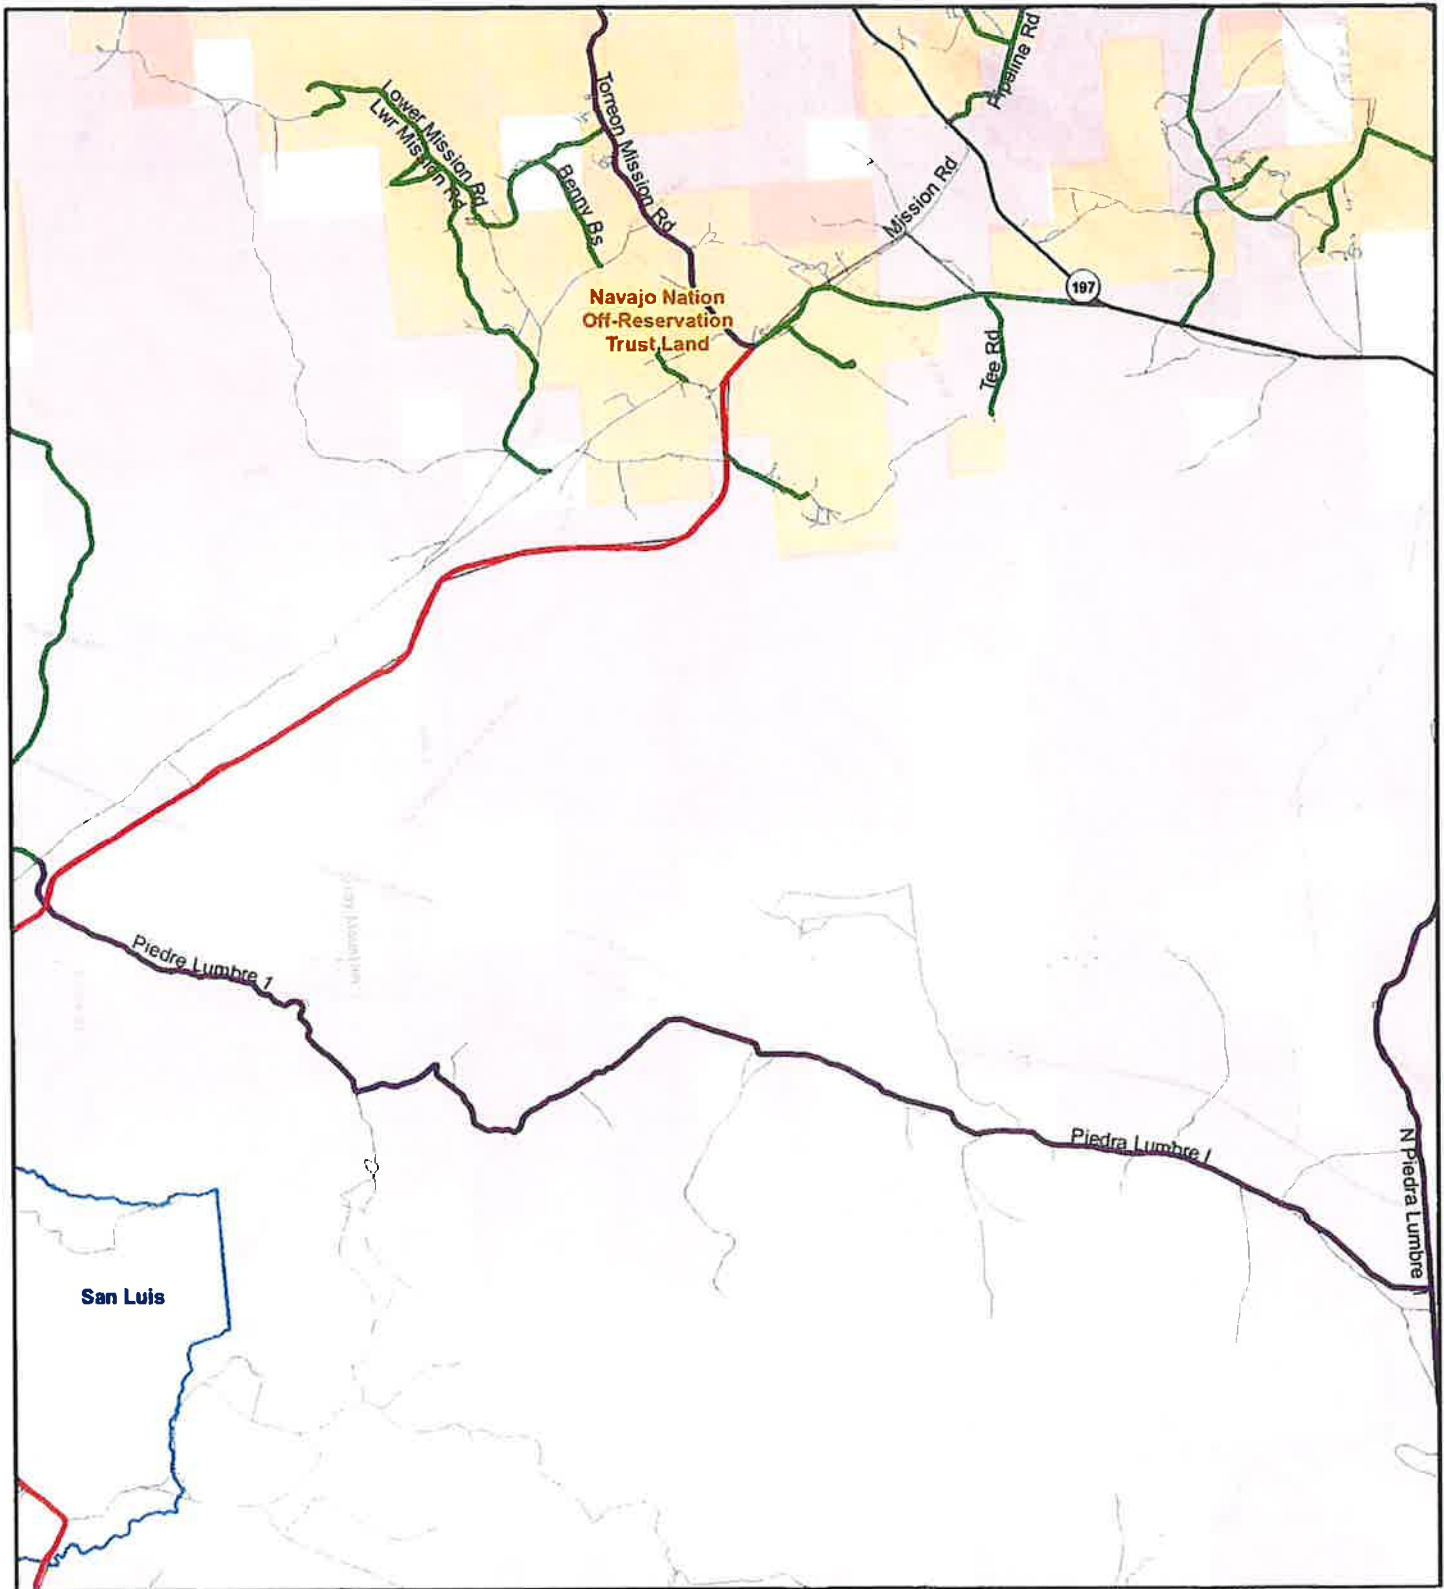 Pipeline Rd
Lower Mission Rd
Lwr Mission Rd
Torreon Mission Rd
Benny Bs
Mission Rd
197
Navajo Nation
Off-Reservation
Trust Land
Tee Rd
Piedre Lumbre 1
Piedra Lumbre I
N Piedra Lumbre
San Luis